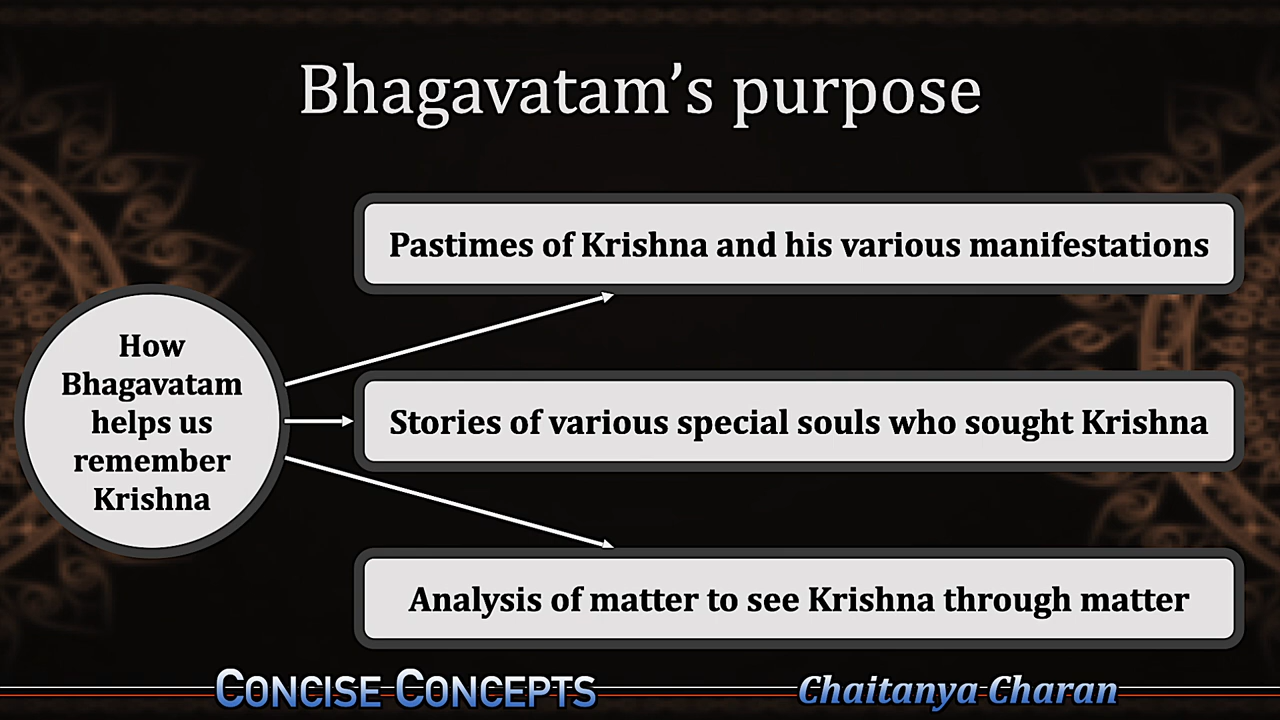 Bhagavatam’s purpose
Pastimes of Krishna and his various manifestations
How
Bhagavatam
helps us
remember
Krishna
Stories of various special souls who sought Krishna
Analysis of matter to see Krishna through matter
Concise Concepts
Chaitanya Charan